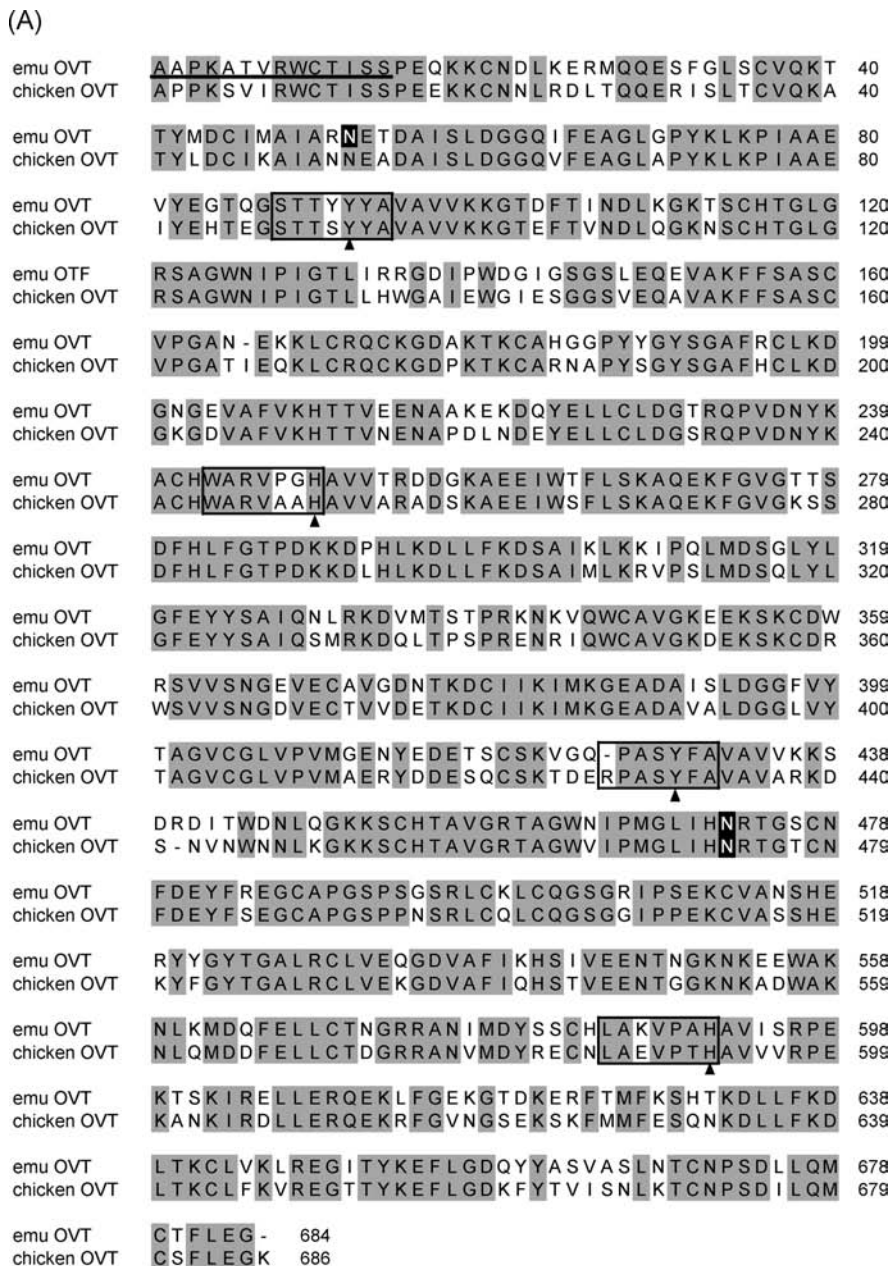 (A)
emu OVT AAPKATVRWCTISSPEQKKCNDLKERMQQESFGLSCVQKT 40
chicken OVT APPKSVIRWCTISSPEEKKCNNLRDLTQQERISLTCVQKA 40
emu OVT TYMDCIMAIARNETDAISLDGGQIFEAGLGPYKLKPIAAE 80
chicken OVT TYLDCIKAIANNEADAISLDGGQVFEAGLAPYKLKPIAAE 80
emu OVT VYEGTQGSTTYYYAVAVVKKGTDFTINDLKGKTSCHTGLG 120
chicken OVT IYEHTEGSTTSYYAVAVVKKGTEFTVNDLQGKNSCHTGLG 120
emu OTF RSAGWNIPIGTLIRRGDIPWDGIGSGSLEQEVAKFFSASC 160
chicken OVT RSAGWNIPIGTLLHWGAIEWGIESGGSVEQAVAKFFSASC 160
emu OVT VPGAN-EKKLCRQCKGDAKTKCAHGGPYYGYSGAFRCLKD 199
chicken OVT VPGATIEQKLCRQCKGDPKTKCARNAPYSGYSGAFHCLKD 200
emu OVT GNGEVAFVKHTTVEENAAKEKDQYELLCLDGTRQPVDNYK 239
chicken OVT GKGDVAFVKHTTVNENAPDLNDEYELLCLDGSRQPVDNYK 240
emu OVT ACHWARVPGHAVVTRDDGKAEEIWTFLSKAQEKFGVGTTS 279
chicken OVT ACHWARVAAHAVVARADSKAEEIWSFLSKAQEKFGVGKSS 280
emu OVT DFHLFGTPDKKDPHLKDLLFKDSAIKLKKIPQLMDSGLYL 319
chicken OVT DFHLFGTPDKKDLHLKDLLFKDSAIMLKRVPSLMDSQLYL 320
emu OVT GFEYYSAIQNLRKDVMTSTPRKNKVQWCAVGKEEKSKCDW 359
chicken OVT GFEYYSAIQSMRKDQLTPSPRENRIQWCAVGKDEKSKCDR 360
emu OVT RSVVSNGEVECAVGDNTKDCIIKIMKGEADAISLDGGFVY 399
chicken OVT WSVVSNGDVECTVVDETKDCIIKIMKGEADAVALDGGLVY 400
emu OVT TAGVCGLVPVMGENYEDETSCSKVGQ-PASYFAVAVVKKS 438
chicken OVT TAGVCGLVPVMAERYDDESQCSKTDERPASYFAVAVARKD 440
emu OVT DRDITWDNLQGKKSCHTAVGRTAGWNIPMGLIHNRTGSCN 478
chicken OVT S-NVNWNNLKGKKSCHTAVGRTAGWVIPMGLIHNRTGTCN 479
emu OVT FDEYFREGCAPGSPSGSRLCKLCQGSGRIPSEKCVANSHE 518
chicken OVT FDEYFSEGCAPGSPPNSRLCQLCQGSGGIPPEKCVASSHE 519
emu OVT RYYGYTGALRCLVEQGDVAFIKHSIVEENTNGKNKEEWAK 558
chicken OVT KYFGYTGALRCLVEKGDVAFIQHSTVEENTGGKNKADWAK 559
emu OVT NLKMDQFELLCTNGRRANIMDYSSCHLAKVPAHAVISRPE 598
chicken OVT NLQMDDFELLCTDGRRANVMDYRECNLAEVPTHAVVVRPE 599
emu OVT KTSKIRELLERQEKLFGEKGTDKERFTMFKSHTKDLLFKD 638
chicken OVT KANKIRDLLERQEKRFGVNGSEKSKFMMFESQNKDLLFKD 639
emu OVT LTKCLVKLREGITYKEFLGDQYYASVASLNTCNPSDLLQM 678
chicken OVT LTKCLFKVREGTTYKEFLGDKFYTVISNLKTCNPSDILQM 679
emu OVT CTFLEG- 684
chicken OVT CSFLEGK 686